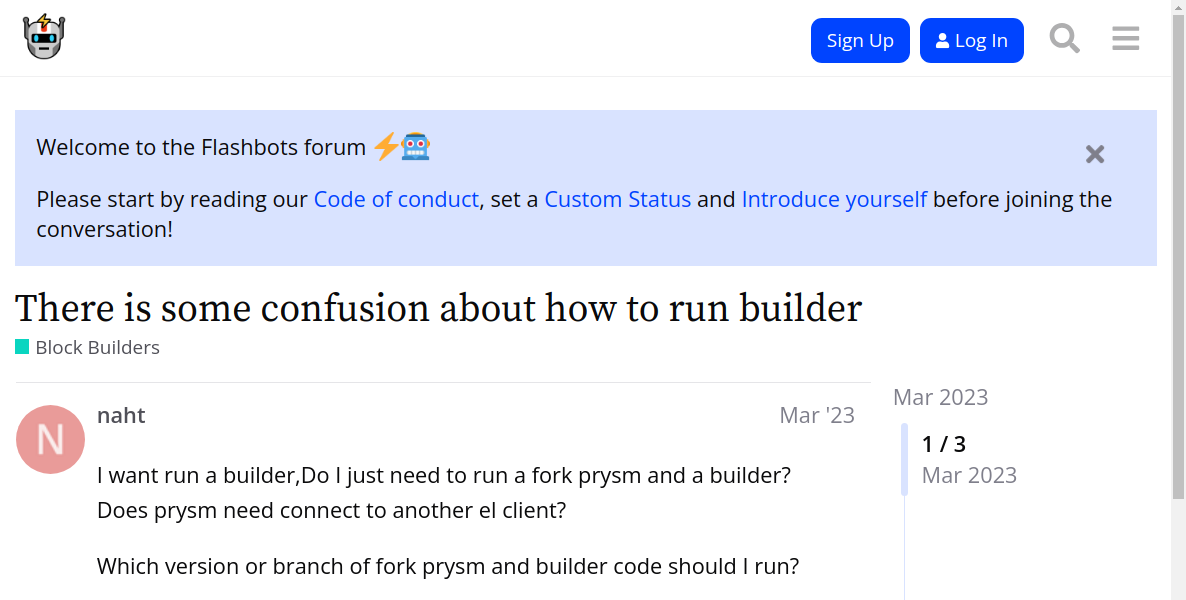 Sign Up
Log In
Welcome to the Flashbots forum
Please start by reading our Code of conduct, set a Custom Status and Introduce yourself before joining the
conversation!
There is some confusion about how to run builder
Block Builders
N
naht
Mar '23
I want run a builder,Do I just need to run a fork prysm and a builder?
Does prysm need connect to another el client?
Which version or branch of fork prysm and builder code should I run?
Mar 2023
1 / 3
Mar 2023